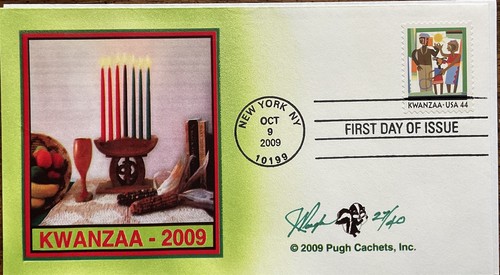 KWANZAA - 2009
NEW YORK NY
OCT
9
2009
10199
KWANZAA · USA 44
FIRST DAY OF ISSUE
27/40
© 2009 Pugh Cachets, Inc.